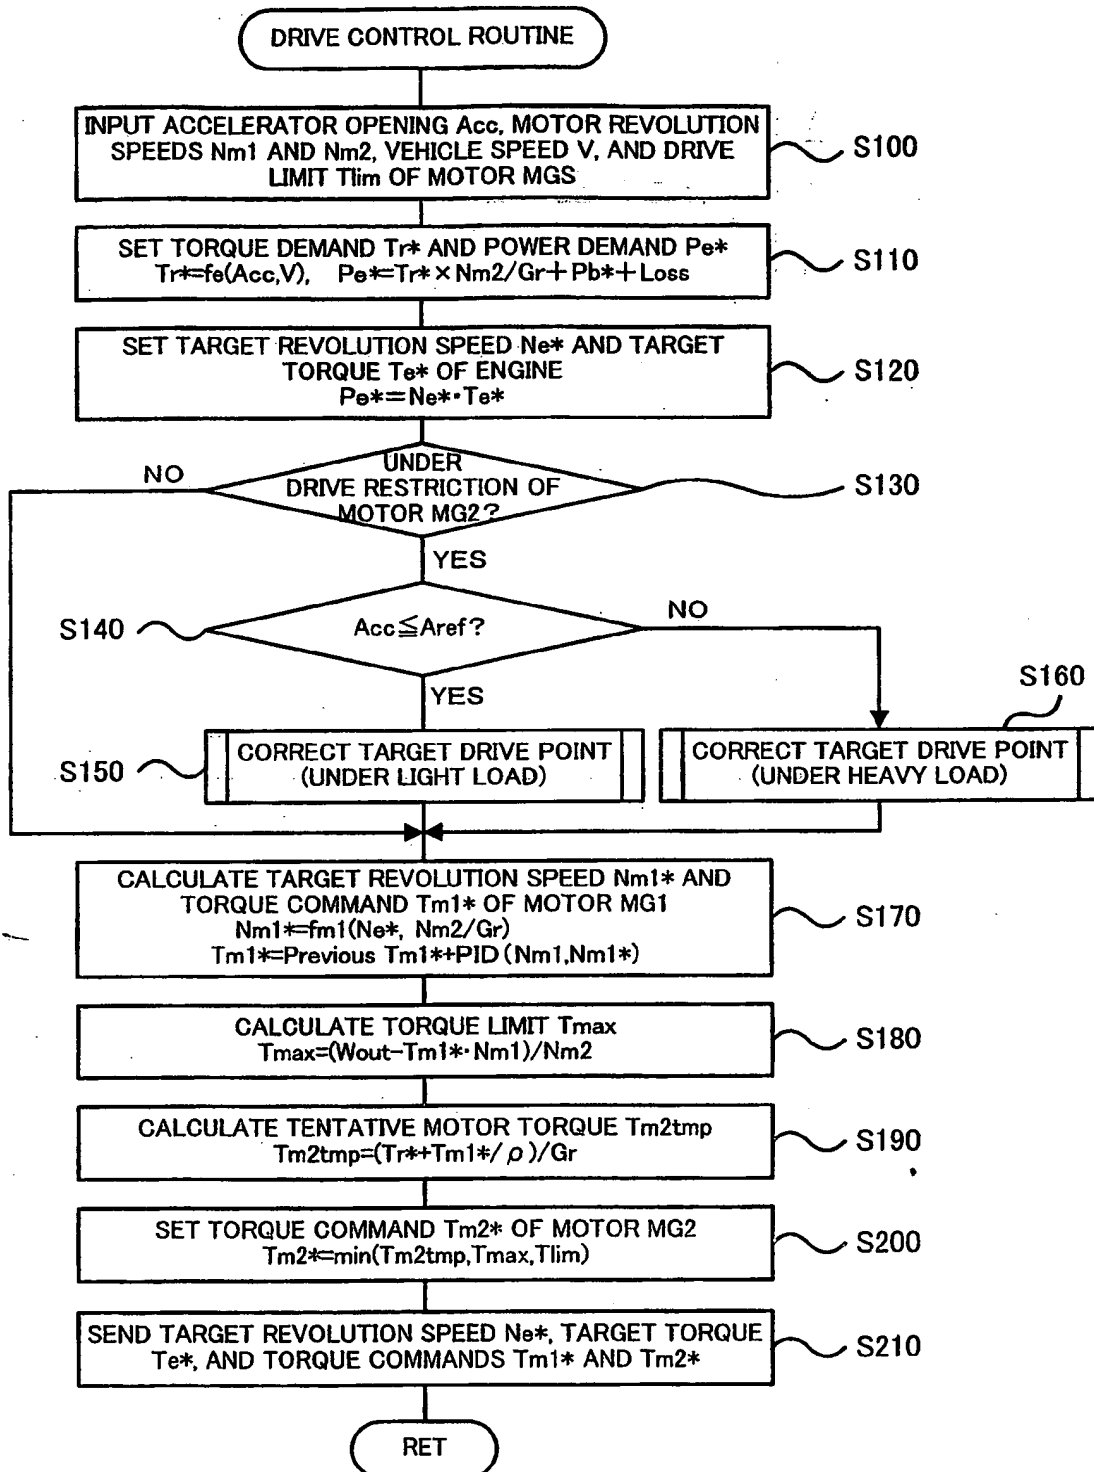 DRIVE CONTROL ROUTINE
INPUT ACCELERATOR OPENING Acc, MOTOR REVOLUTION
SPEEDS Nm1 AND Nm2, VEHICLE SPEED V, AND DRIVE
LIMIT Tlim OF MOTOR MGS
S100
SET TORQUE DEMAND Tr* AND POWER DEMAND Pe*
Tr*=fe(Acc,V), Pe*=Tr*×Nm2/Gr+Pb*+Loss
S110
SET TARGET REVOLUTION SPEED Ne* AND TARGET
TORQUE Te* OF ENGINE
Pe*=Ne*·Te*
S120
UNDER
DRIVE RESTRICTION OF
MOTOR MG2?
S130
NO
YES
Acc≦Aref?
S140
NO
YES
CORRECT TARGET DRIVE POINT
(UNDER LIGHT LOAD)
S150
S160
CORRECT TARGET DRIVE POINT
(UNDER HEAVY LOAD)
CALCULATE TARGET REVOLUTION SPEED Nm1* AND
TORQUE COMMAND Tm1* OF MOTOR MG1
Nm1*=fm1(Ne*, Nm2/Gr)
Tm1*=Previous Tm1*+PID(Nm1,Nm1*)
S170
CALCULATE TORQUE LIMIT Tmax
Tmax=(Wout-Tm1*·Nm1)/Nm2
S180
CALCULATE TENTATIVE MOTOR TORQUE Tm2tmp
Tm2tmp=(Tr*+Tm1*/ρ)/Gr
S190
SET TORQUE COMMAND Tm2* OF MOTOR MG2
Tm2*=min(Tm2tmp,Tmax,Tlim)
S200
SEND TARGET REVOLUTION SPEED Ne*, TARGET TORQUE
Te*, AND TORQUE COMMANDS Tm1* AND Tm2*
S210
RET